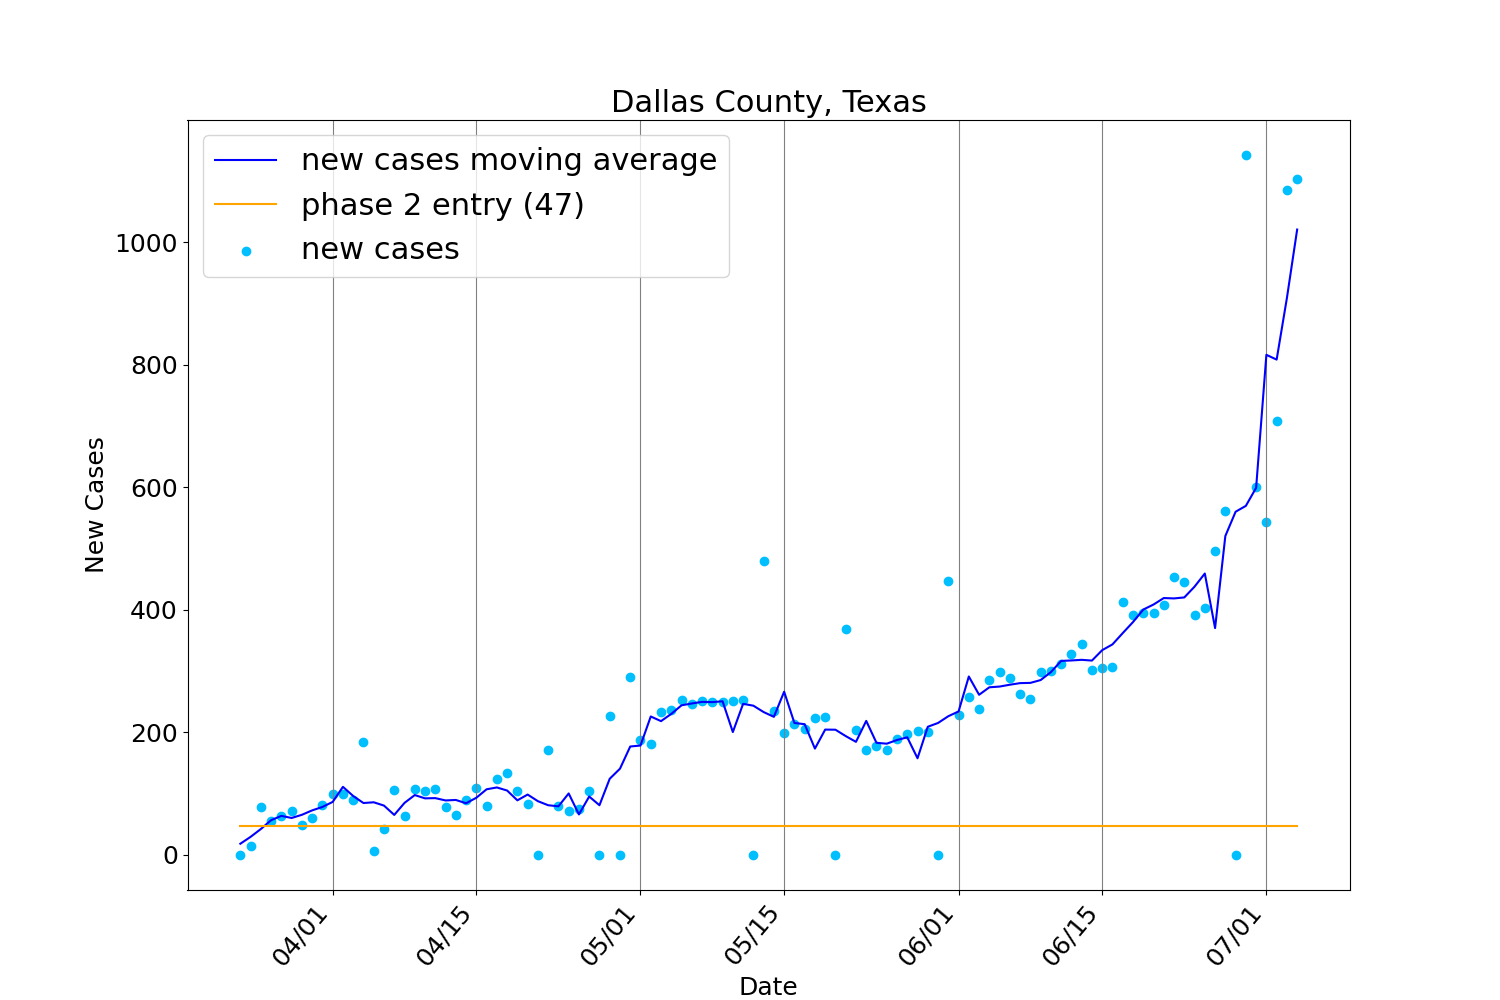 Dallas County, Texas
new cases moving average
phase 2 entry (47)
new cases
New Cases
1000
800
600
400
200
0
04/01
04/15
05/01
05/15
06/01
06/15
07/01
Date